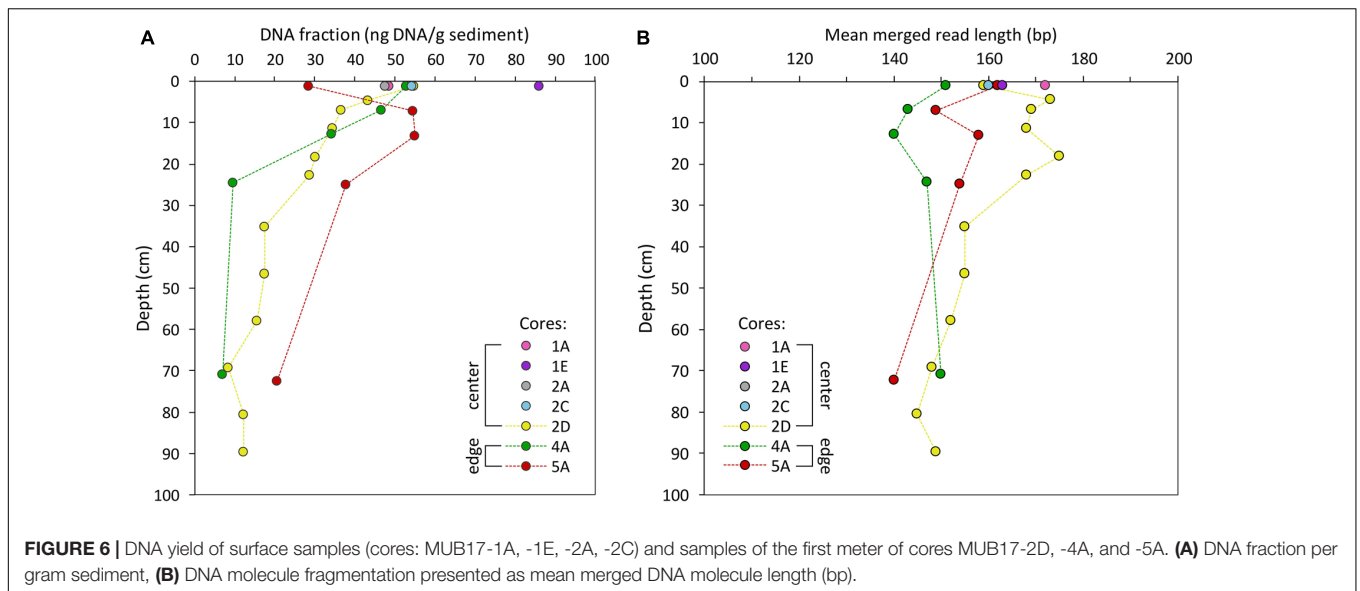 A
DNA fraction (ng DNA/g sediment)
0 10 20 30 40 50 60 70 80 90 100
0
10
20
30
40
50
60
70
80
90
100
Depth (cm)
Cores:
center
1A
1E
2A
2C
2D
edge
4A
5A
B
Mean merged read length (bp)
100 120 140 160 180 200
0
10
20
30
40
50
60
70
80
90
100
Depth (cm)
Cores:
1A
1E
2A
2C
2D
center
4A
5A
edge
FIGURE 6 | DNA yield of surface samples (cores: MUB17-1A, -1E, -2A, -2C) and samples of the first meter of cores MUB17-2D, -4A, and -5A. (A) DNA fraction per
gram sediment, (B) DNA molecule fragmentation presented as mean merged DNA molecule length (bp).